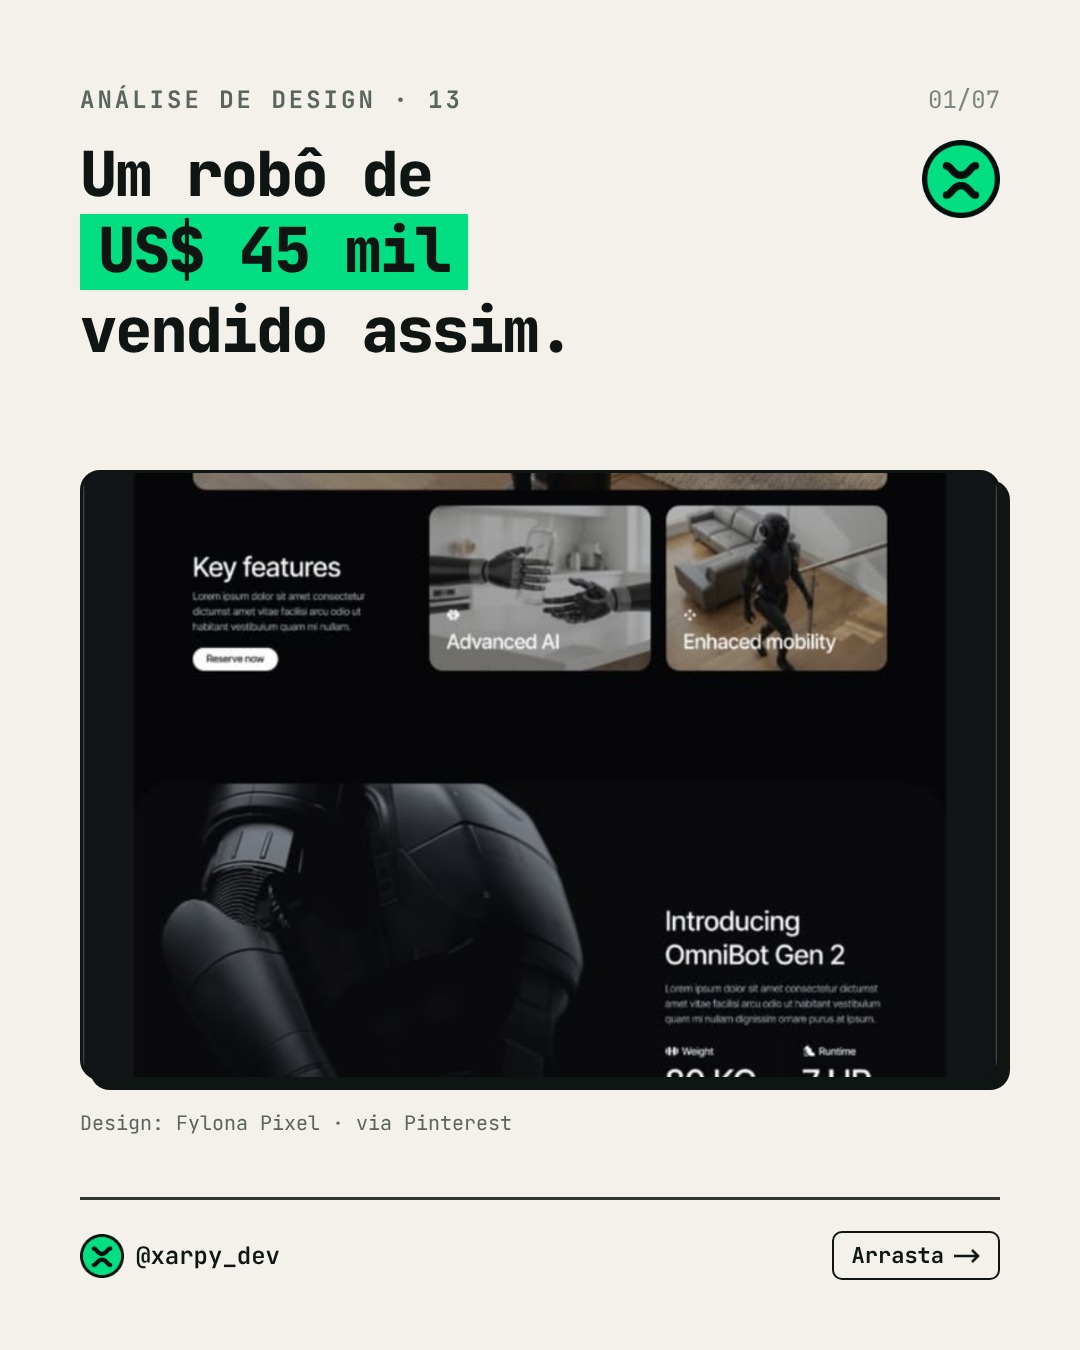 ANÁLISE DE DESIGN · 13
01/07
Um robô de
US$ 45 mil
vendido assim.
Key features
Lorem ipsum dolor sit amet consectetur
dictumst amet vitae facilisi arcu odio ut
habitant vestibulum quam mi nullam.
Reserve now
Advanced AI
Enhaced mobility
Introducing
OmniBot Gen 2
Lorem ipsum dolor sit amet consectetur dictumst
amet vitae facilisi arcu odio ut habitant vestibulum
quam mi nullam dignissim ornare purus at ipsum.
Weight
Runtime
Design: Fylona Pixel · via Pinterest
@xarpy_dev
Arrasta →